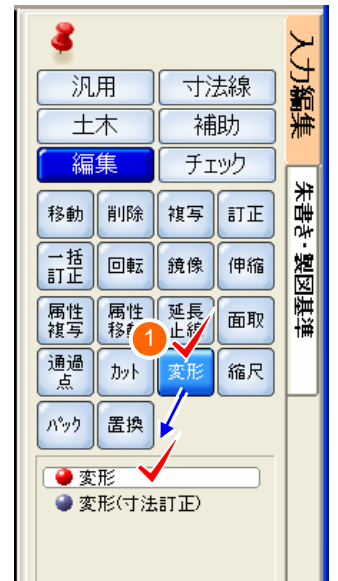 汎用 寸法線
土木 補助
編集 チェック
移動 削除 複写 訂正
一括訂正 回転 鏡像 伸縮
属性複写 属性移 延長止線 面取
1
通過点 カット 変形 縮尺
パック 置換
変形
変形(寸法訂正)
入力編集
朱書き・製図基準